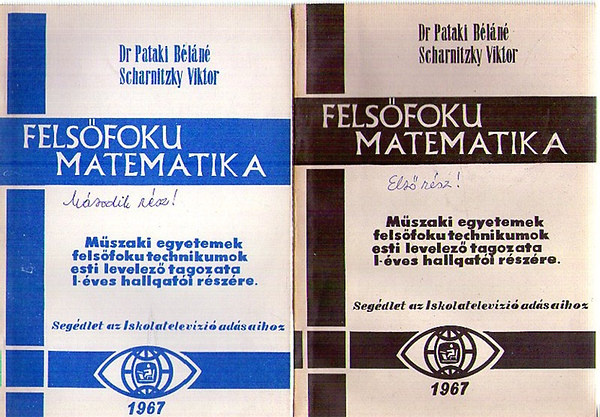 Dr Pataki Béláné
Scharnitzky Viktor
FELSŐFOKU
MATEMATIKA
Második rész!
Műszaki egyetemek
felsőfoku technikumok
esti levelező tagozata
I-éves hallgatói részére.
Segédlet az Iskolatelevízió adásaihoz
1967
Dr Pataki Béláné
Scharnitzky Viktor
FELSŐFOKU
MATEMATIKA
Első rész!
Műszaki egyetemek
felsőfoku technikumok
esti levelező tagozata
I-éves hallgatói részére.
Segédlet az Iskolatelevízió adásaihoz
1967